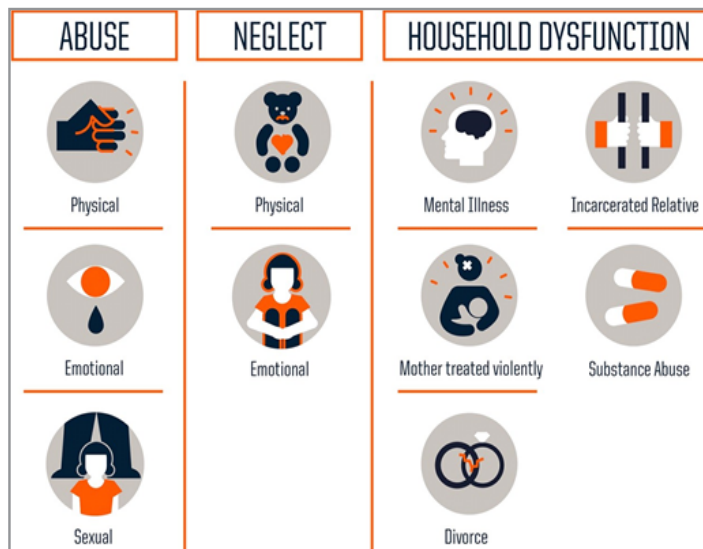 ABUSE
NEGLECT
HOUSEHOLD DYSFUNCTION
Physical
Physical
Mental Illness
Incarcerated Relative
Emotional
Emotional
Mother treated violently
Substance Abuse
Sexual
Divorce